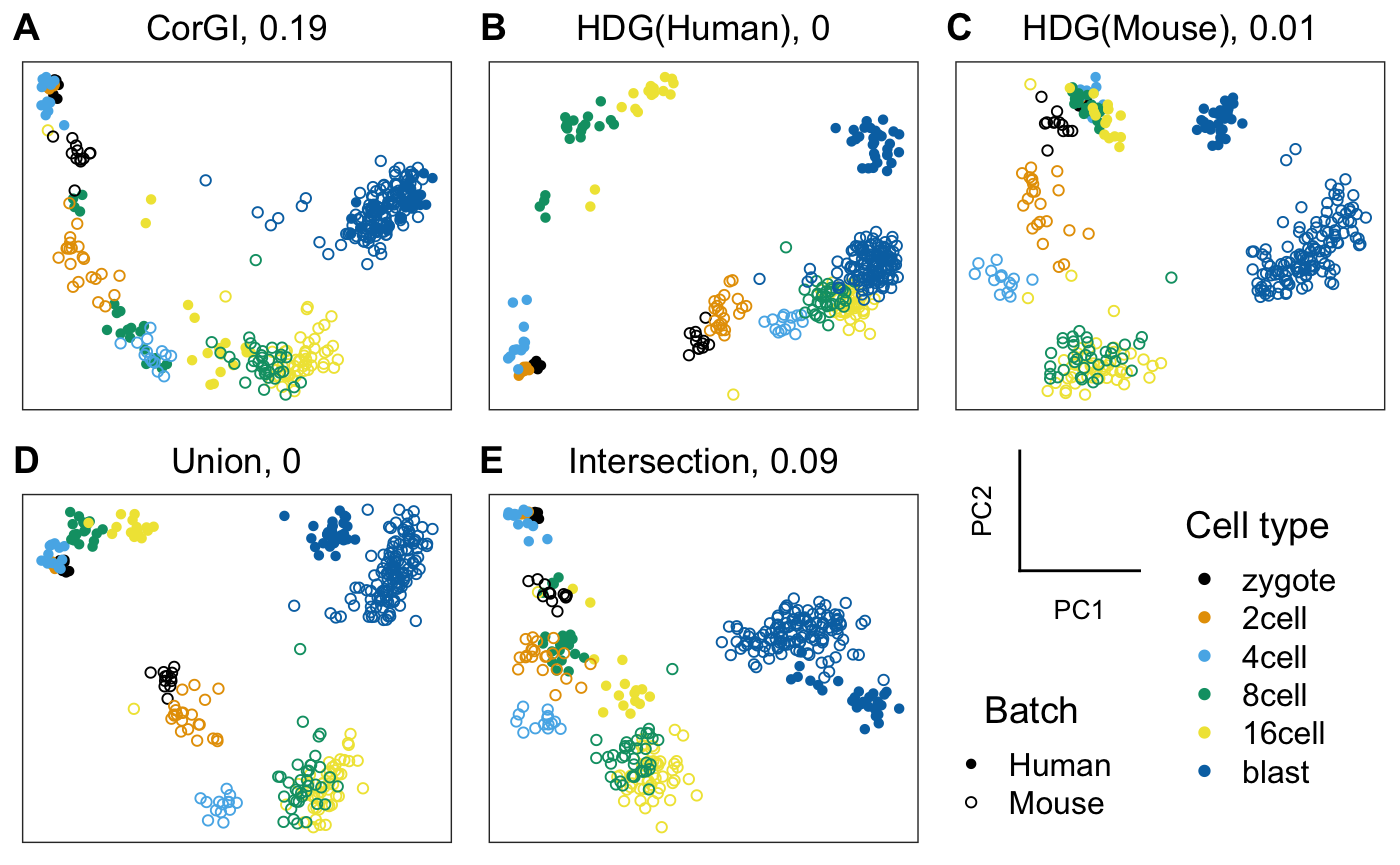 A CorGI, 0.19
B HDG(Human), 0
C HDG(Mouse), 0.01
D Union, 0
E Intersection, 0.09
PC2
PC1
Batch
Human
Mouse
Cell type
zygote
2cell
4cell
8cell
16cell
blast